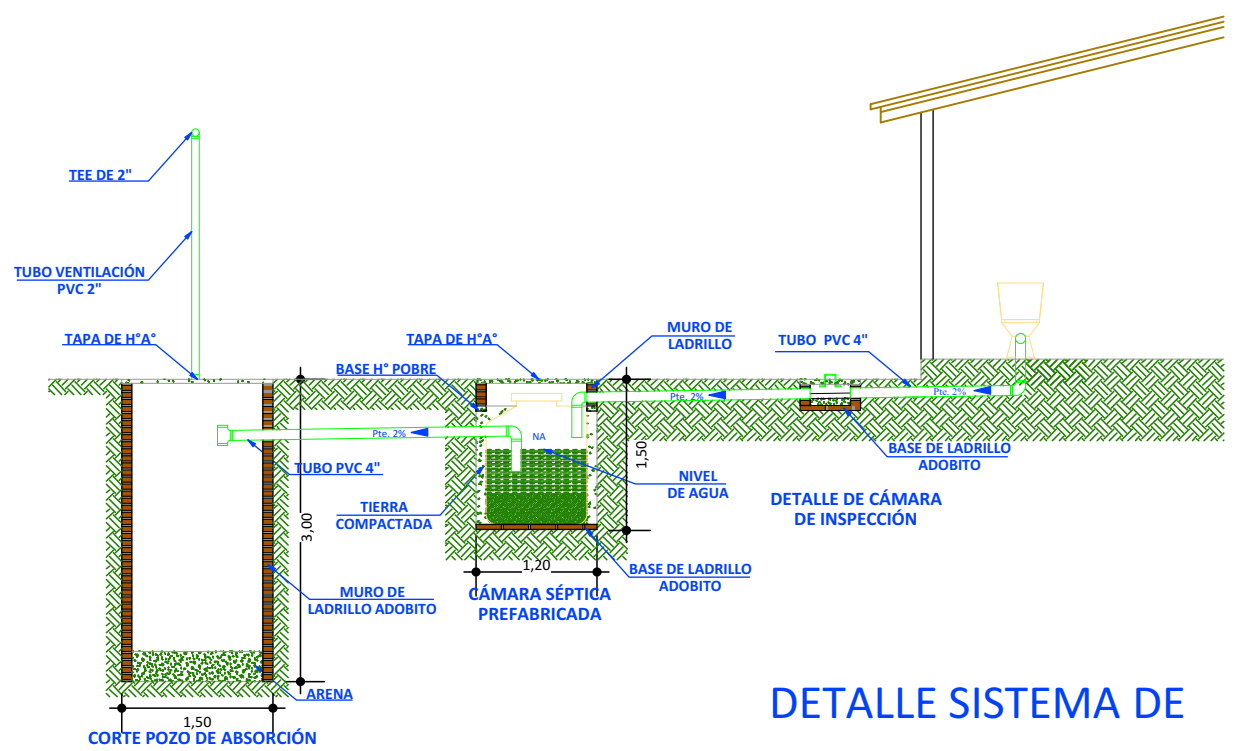 TEE DE 2"
TUBO VENTILACIÓN
PVC 2"
TAPA DE H°A°
TAPA DE H°A°
BASE H° POBRE
MURO DE
LADRILLO
TUBO PVC 4"
Pte. 2%
Pte. 2%
Pte. 2%
NA
TUBO PVC 4"
TIERRA
COMPACTADA
NIVEL
DE AGUA
1,50
3,00
BASE DE LADRILLO
ADOBITO
DETALLE DE CÁMARA
DE INSPECCIÓN
1,20
BASE DE LADRILLO
ADOBITO
CÁMARA SÉPTICA
PREFABRICADA
MURO DE
LADRILLO ADOBITO
ARENA
1,50
CORTE POZO DE ABSORCIÓN
DETALLE SISTEMA DE